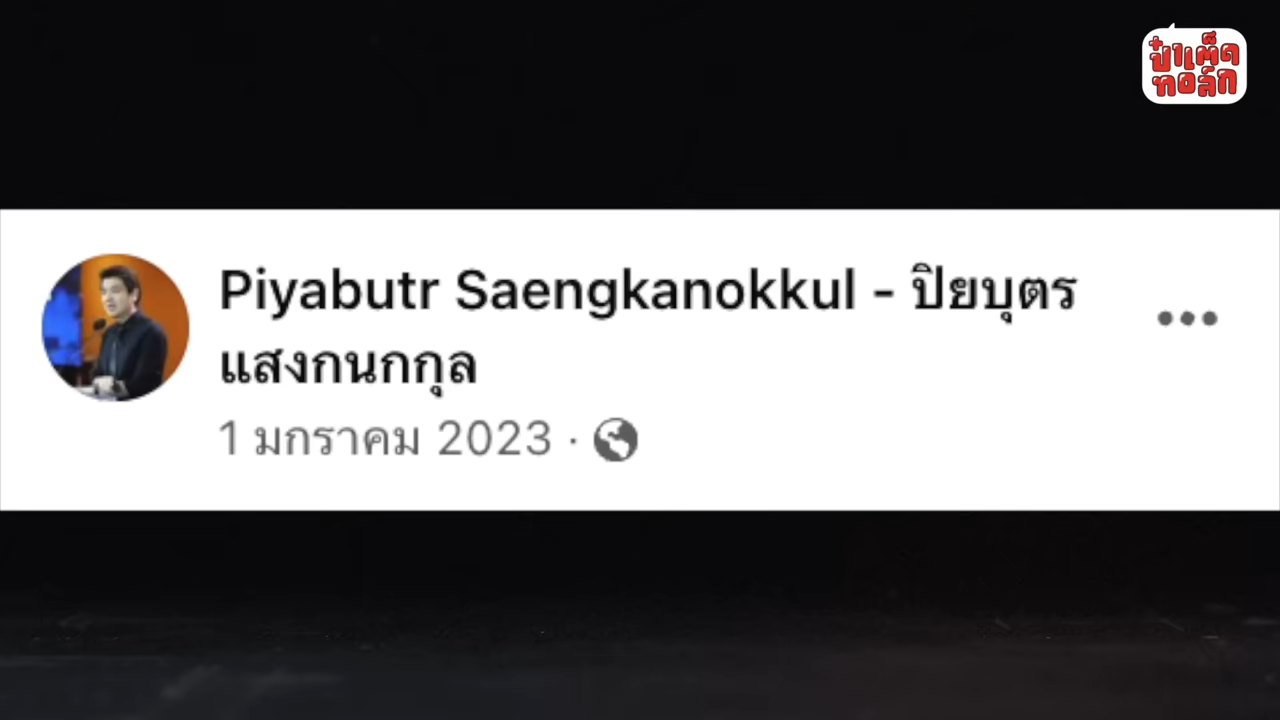 ป๋าเต็ด
ทอล์ก
Piyabutr Saengkanokkul - ปิยบุตร
แสงกนกกุล
1 มกราคม 2023 ·